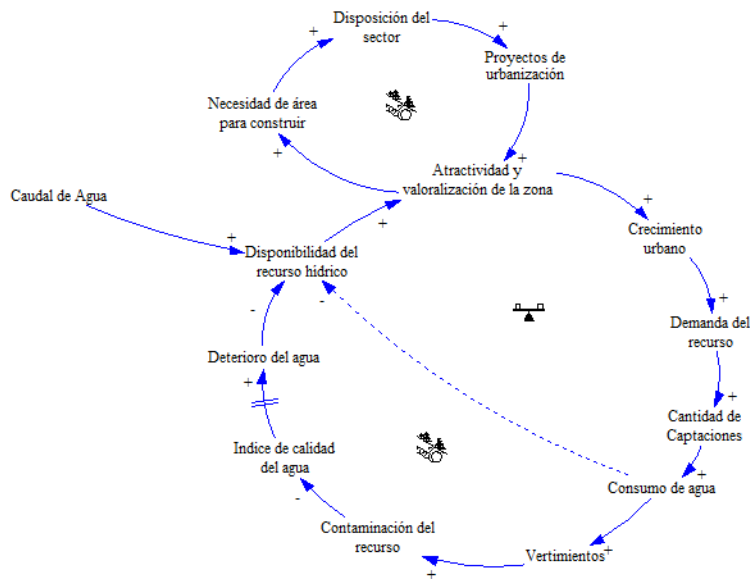 Disposición del
sector
Proyectos de
urbanización
Necesidad de área
para construir
Atractividad y
valoralización de la zona
Caudal de Agua
Disponibilidad del
recurso hídrico
Crecimiento
urbano
Demanda del
recurso
Deterioro del agua
Cantidad de
Captaciones
Indice de calidad
del agua
Consumo de agua
Contaminación del
recurso
Vertimientos
+
+
+
+
+
+
+
+
-
-
+
+
+
+
-
+
+